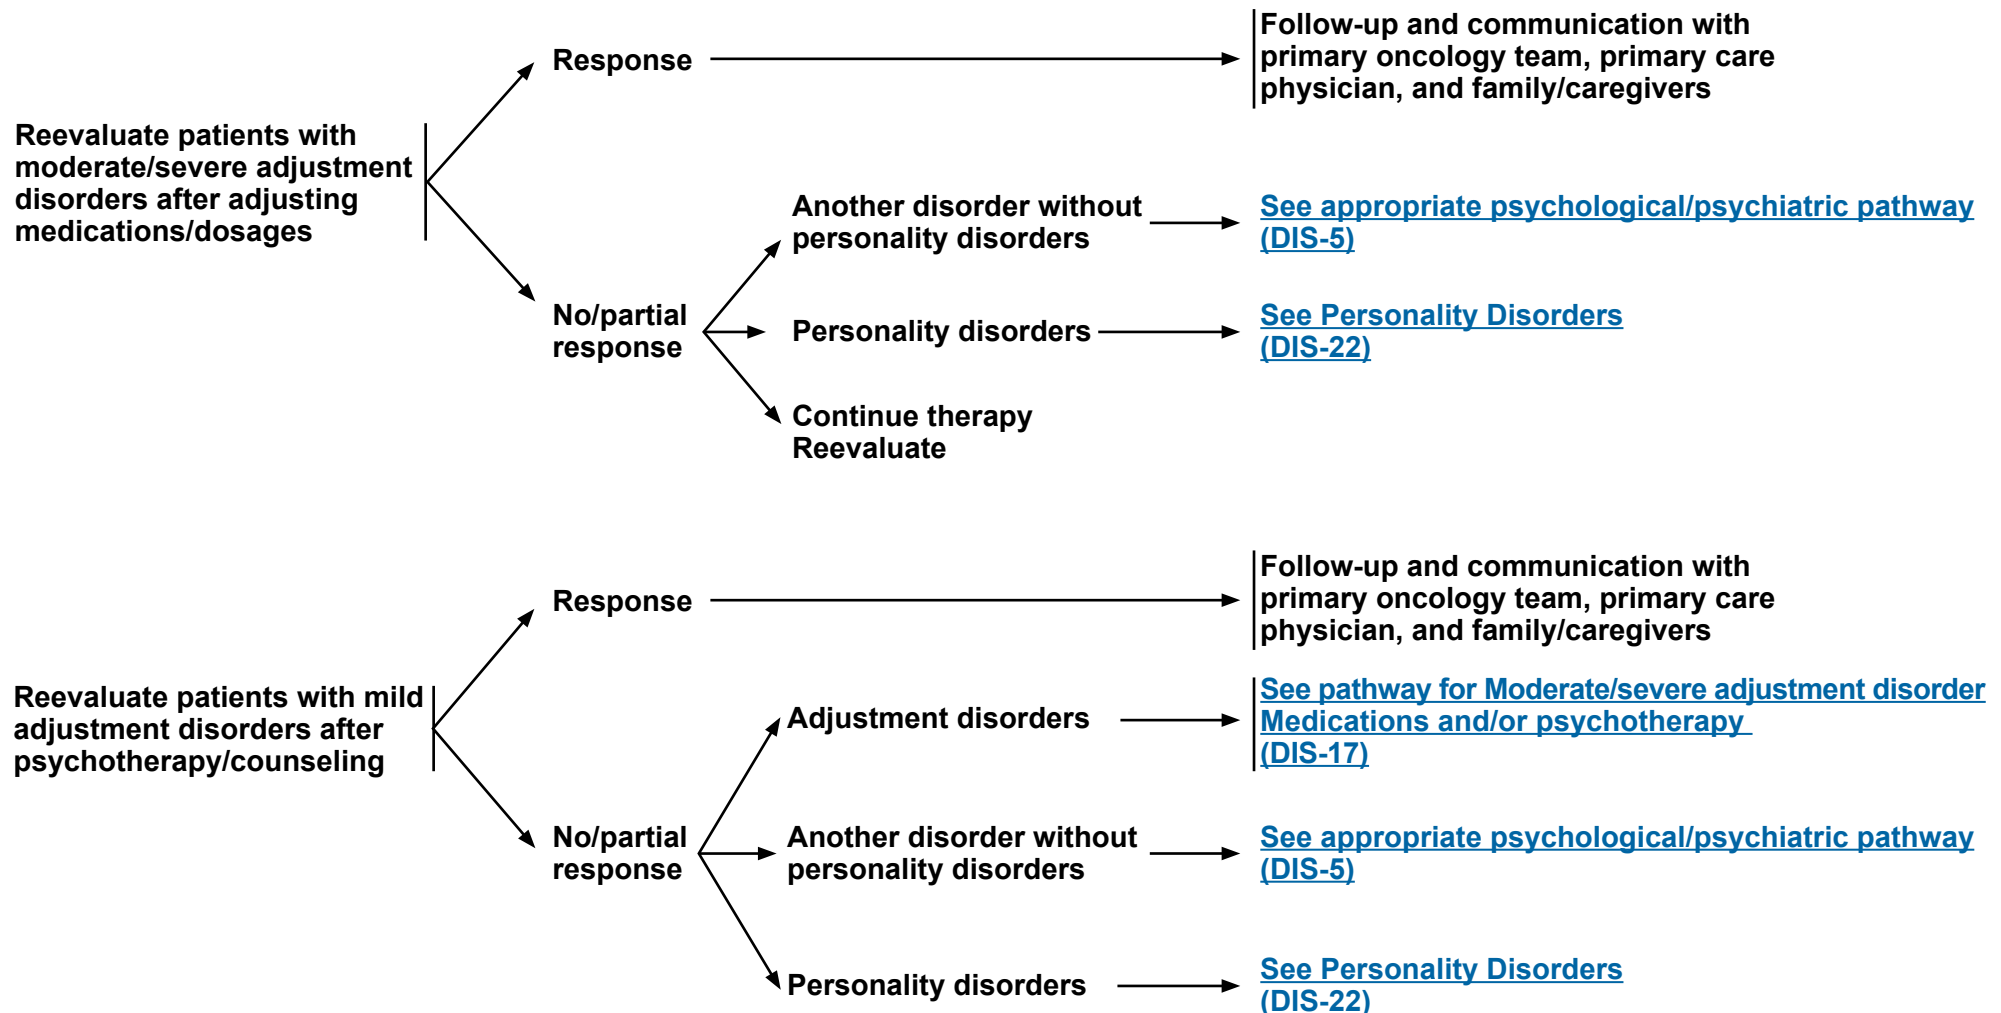 Response
Follow-up and communication with
primary oncology team, primary care
physician, and family/caregivers
Reevaluate patients with
moderate/severe adjustment
disorders after adjusting
medications/dosages
Another disorder without
personality disorders
See appropriate psychological/psychiatric pathway
(DIS-5)
No/partial
response
Personality disorders
See Personality Disorders
(DIS-22)
Continue therapy
Reevaluate
Response
Follow-up and communication with
primary oncology team, primary care
physician, and family/caregivers
Reevaluate patients with mild
adjustment disorders after
psychotherapy/counseling
Adjustment disorders
See pathway for Moderate/severe adjustment disorder
Medications and/or psychotherapy
(DIS-17)
No/partial
response
Another disorder without
personality disorders
See appropriate psychological/psychiatric pathway
(DIS-5)
Personality disorders
See Personality Disorders
(DIS-22)